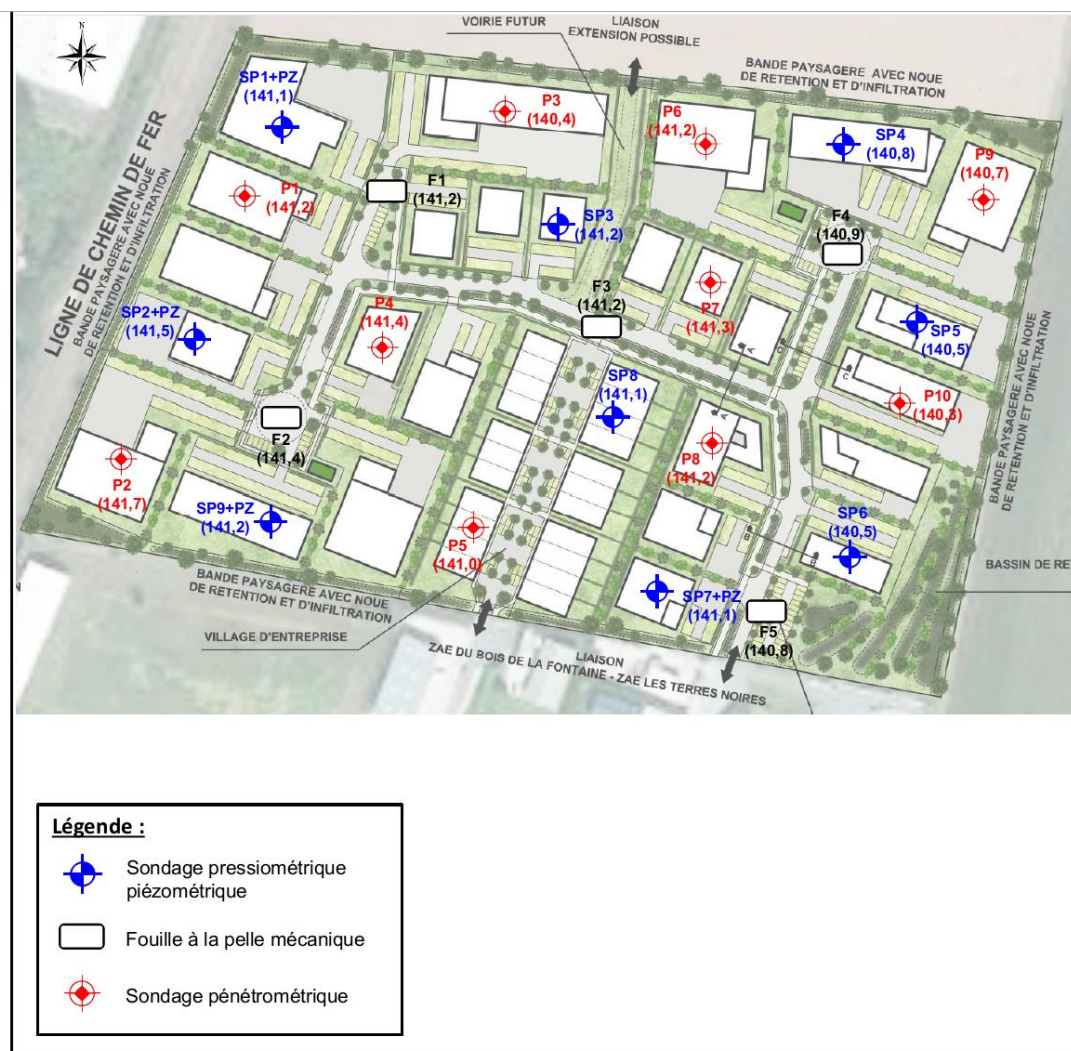 N
VOIRIE FUTUR
LIAISON
EXTENSION POSSIBLE
BANDE PAYSAGERE AVEC NOUE
DE RETENTION ET D'INFILTRATION
SP1+PZ
(141,1)
P3
(140,4)
P6
(141,2)
SP4
(140,8)
P9
(140,7)
LIGNE DE CHEMIN DE FER
BANDE PAYSAGERE AVEC NOUE
DE RETENTION ET D'INFILTRATION
P1
(141,2)
F1
(141,2)
SP3
(141,2)
F4
(140,9)
SP2+PZ
(141,5)
P4
(141,4)
F3
(141,2)
P7
(141,3)
SP5
(140,5)
A
C
C
SP8
(141,1)
A
P10
(140,3)
BANDE PAYSAGERE AVEC NOUE
DE RETENTION ET D'INFILTRATION
F2
(141,4)
P2
(141,7)
P8
(141,2)
SP9+PZ
(141,2)
P5
(141,0)
SP6
(140,5)
B
B
BASSIN DE RE
BANDE PAYSAGERE AVEC NOUE
DE RETENTION ET D'INFILTRATION
SP7+PZ
(141,1)
F5
(140,8)
VILLAGE D'ENTREPRISE
LIAISON
ZAE DU BOIS DE LA FONTAINE - ZAE LES TERRES NOIRES
Légende :
Sondage pressiométrique
piézométrique
Fouille à la pelle mécanique
Sondage pénétrométrique